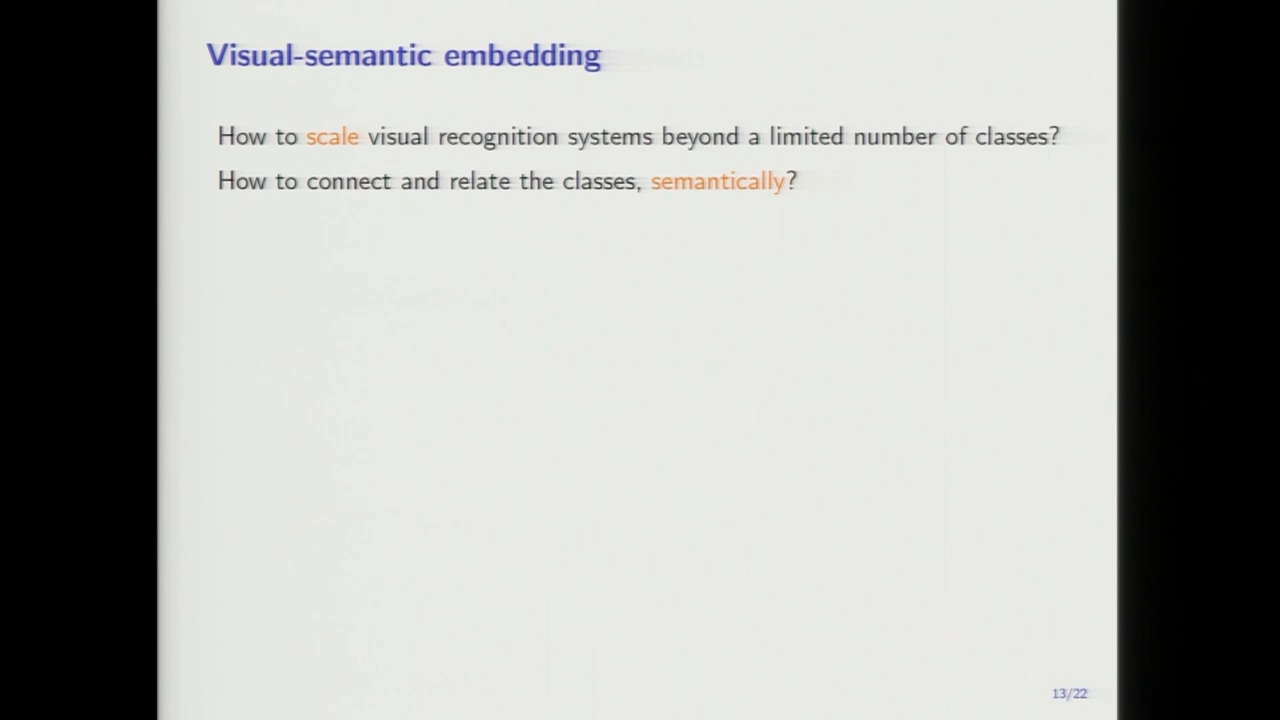 Visual-semantic embedding
How to scale visual recognition systems beyond a limited number of classes?
How to connect and relate the classes, semantically?
13/22